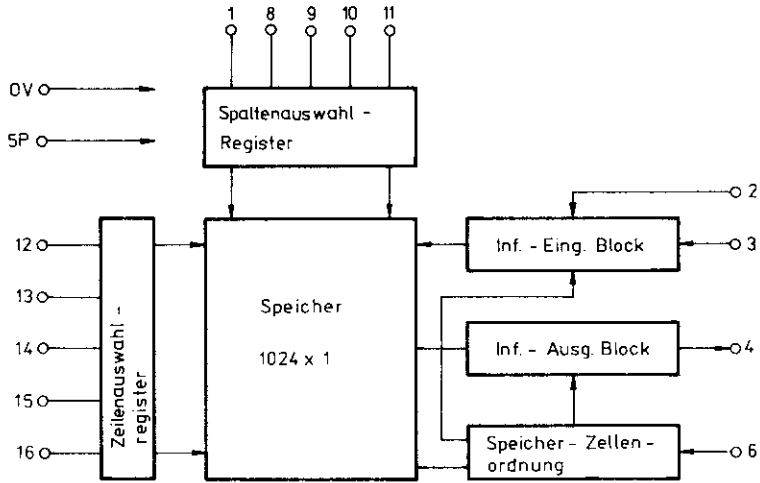 1 8 9 10 11
0V
5P
Spaltenauswahl -
Register
2
12
Inf. - Eing. Block
3
13
Zeilenauswahl -
register
Speicher
1024 x 1
14
Inf. - Ausg. Block
4
15
16
Speicher - Zellen -
ordnung
6